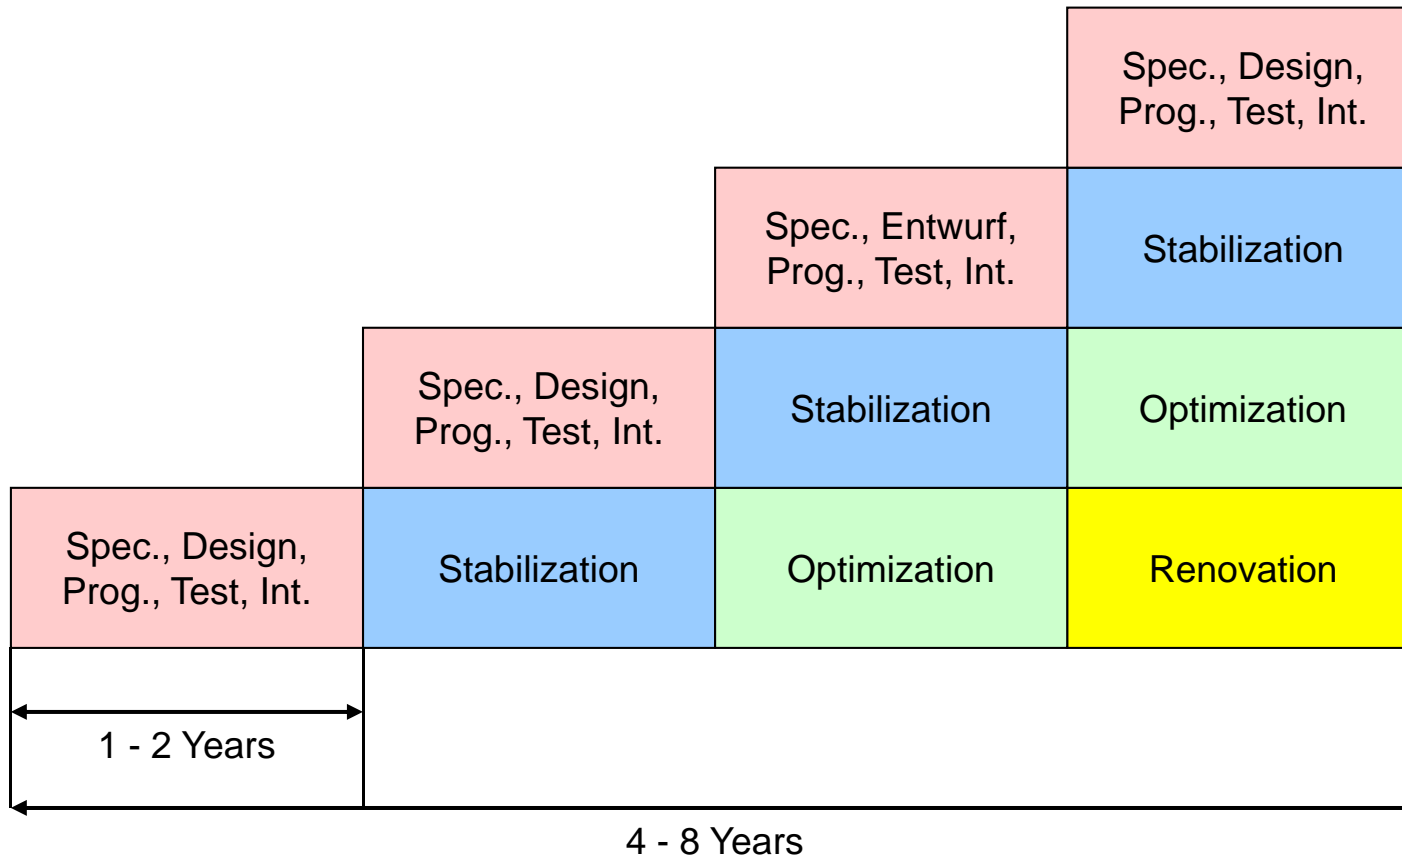 Spec., Design,
Prog., Test, Int.
Spec., Entwurf,
Prog., Test, Int.
Stabilization
Spec., Design,
Prog., Test, Int.
Stabilization
Optimization
Spec., Design,
Prog., Test, Int.
Stabilization
Optimization
Renovation
1 - 2 Years
4 - 8 Years